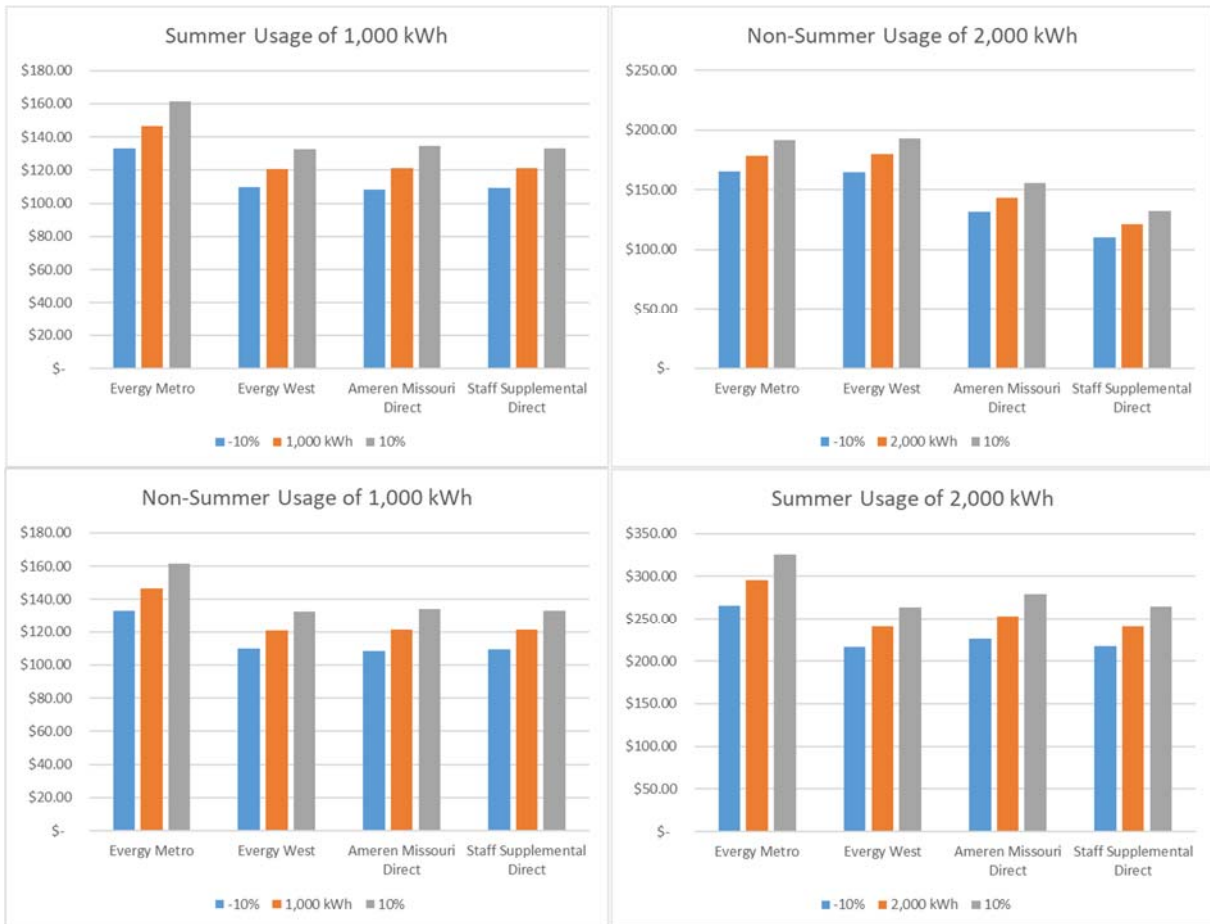 Summer Usage of 1,000 kWh
$180.00
$160.00
$140.00
$120.00
$100.00
$80.00
$60.00
$40.00
$20.00
$-
Evergy Metro
Evergy West
Ameren Missouri
Direct
Staff Supplemental
Direct
-10%
1,000 kWh
10%
Non-Summer Usage of 2,000 kWh
$250.00
$200.00
$150.00
$100.00
$50.00
$-
Evergy Metro
Evergy West
Ameren Missouri
Direct
Staff Supplemental
Direct
-10%
2,000 kWh
10%
Non-Summer Usage of 1,000 kWh
$180.00
$160.00
$140.00
$120.00
$100.00
$80.00
$60.00
$40.00
$20.00
$-
Evergy Metro
Evergy West
Ameren Missouri
Direct
Staff Supplemental
Direct
-10%
1,000 kWh
10%
Summer Usage of 2,000 kWh
$350.00
$300.00
$250.00
$200.00
$150.00
$100.00
$50.00
$-
Evergy Metro
Evergy West
Ameren Missouri
Direct
Staff Supplemental
Direct
-10%
2,000 kWh
10%